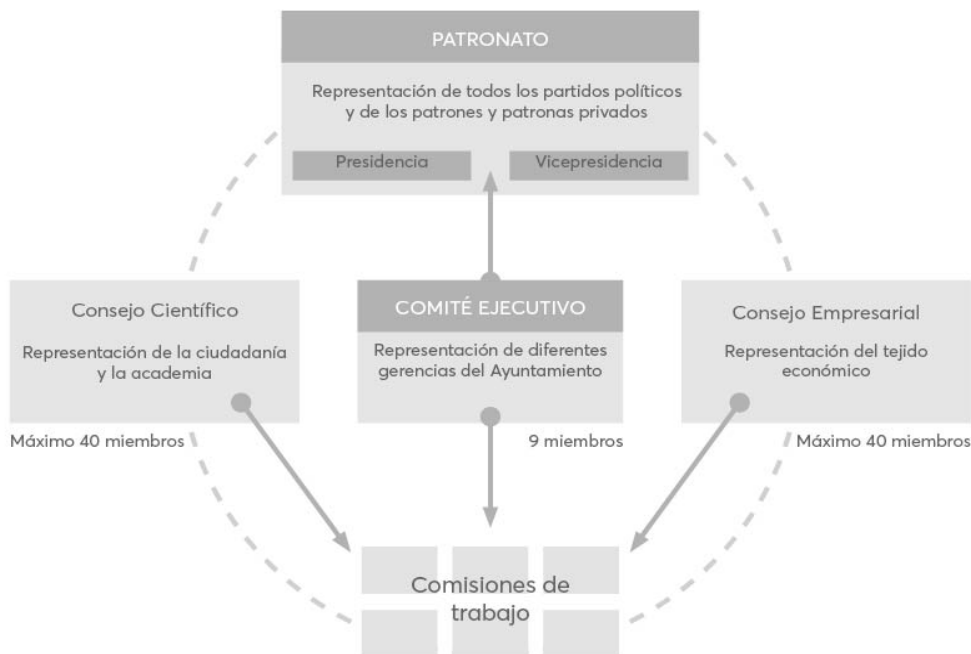 PATRONATO
Representación de todos los partidos políticos
y de los patrones y patronas privados
Presidencia
Vicepresidencia
Consejo Científico
Representación de la ciudadanía
y la academia
Máximo 40 miembros
COMITÉ EJECUTIVO
Representación de diferentes
gerencias del Ayuntamiento
9 miembros
Consejo Empresarial
Representación del tejido
económico
Máximo 40 miembros
Comisiones de
trabajo